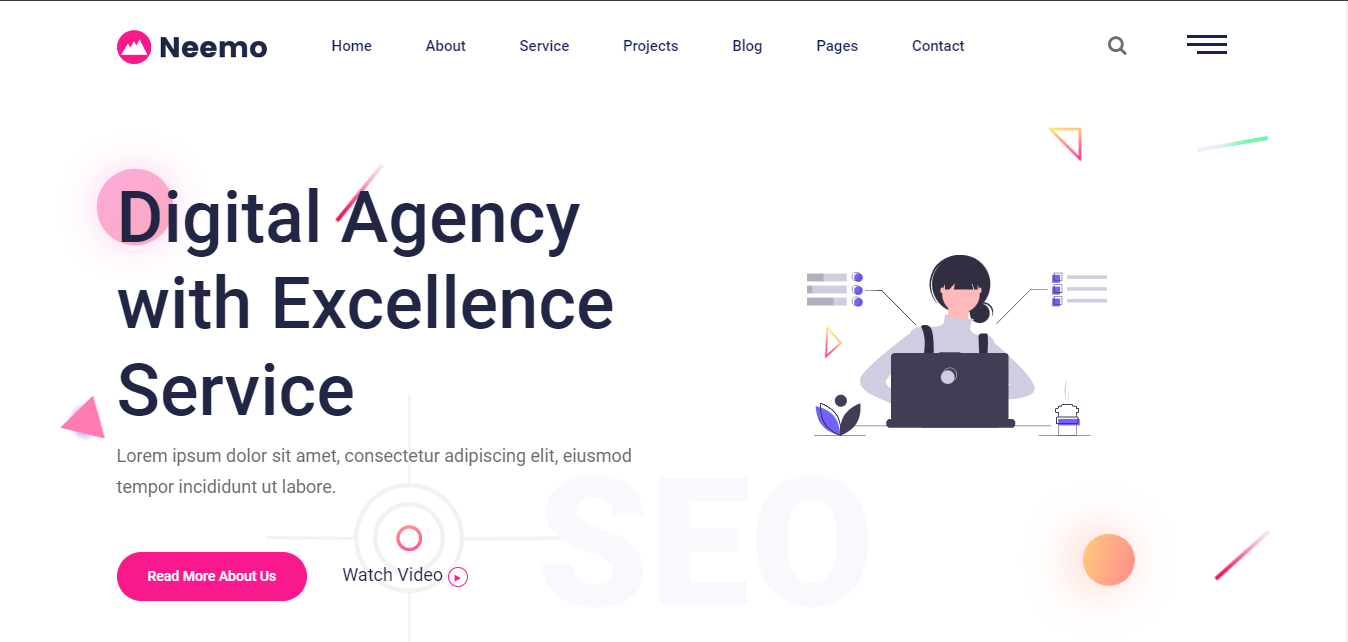 Neemo
Home About Service Projects Blog Pages Contact
Digital Agency
with Excellence
Service
Lorem ipsum dolor sit amet, consectetur adipiscing elit, eiusmod
tempor incididunt ut labore.
SEO
Read More About Us
Watch Video